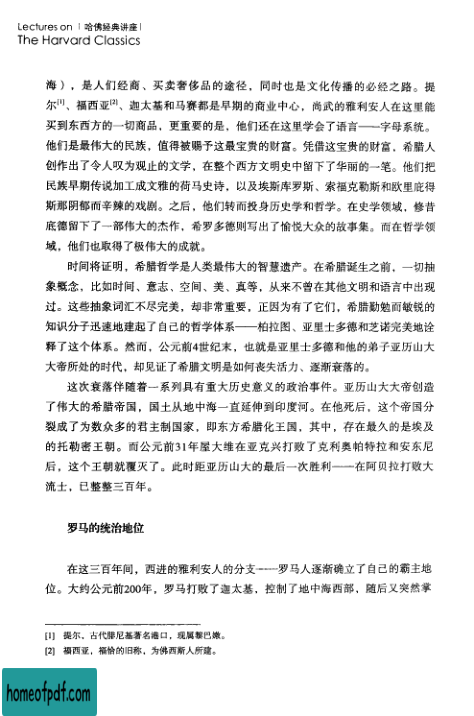 Lectures on | 哈佛经典讲座 |
The Harvard Classics
海），是人们经商、买卖奢侈品的途径，同时也是文化传播的必经之路。提
尔[1]、福西亚[2]、迦太基和马赛都是早期的商业中心，尚武的雅利安人在这里能
买到东西方的一切商品，更重要的是，他们还在这里学会了语言——字母系统。
他们是最伟大的民族，值得被赐予这最宝贵的财富。凭借这宝贵的财富，希腊人
创作出了令人叹为观止的文学，在整个西方文明史中留下了华丽的一笔。他们把
民族早期传说加工成文雅的荷马史诗，以及埃斯库罗斯、索福克勒斯和欧里庇得
斯那阴郁而辛辣的戏剧。之后，他们转而投身历史学和哲学。在史学领域，修昔
底德留下了一部伟大的杰作，希罗多德则写出了愉悦大众的故事集。而在哲学领
域，他们也取得了极伟大的成就。
时间将证明，希腊哲学是人类最伟大的智慧遗产。在希腊诞生之前，一切抽
象概念，比如时间、意志、空间、美、真等，从来不曾在其他文明和语言中出现
过。这些抽象词汇不尽完美，却非常重要，正因为有了它们，希腊勤勉而敏锐的
知识分子迅速地建起了自己的哲学体系——柏拉图、亚里士多德和芝诺完美地诠
释了这个体系。然而，公元前4世纪末，也就是亚里士多德和他的弟子亚历山大
大帝所处的时代，却见证了希腊文明是如何丧失活力、逐渐衰落的。
这次衰落伴随着一系列具有重大历史意义的政治事件。亚历山大大帝创造
了伟大的希腊帝国，国土从地中海一直延伸到印度河。在他死后，这个帝国分
裂成了为数众多的君主制国家，即东方希腊化王国，其中，存在最久的是埃及
的托勒密王朝。而公元前31年屋大维在亚克兴打败了克利奥帕特拉和安东尼
后，这个王朝就覆灭了。此时距亚历山大的最后一次胜利——在阿贝拉打败大
流士，已整整三百年。
罗马的统治地位
在这三百年间，西进的雅利安人的分支——罗马人逐渐确立了自己的霸主地
位。大约公元前200年，罗马打败了迦太基，控制了地中海西部，随后又突然掌
[1] 提尔，古代腓尼基著名港口，现属黎巴嫩。
[2] 福西亚，福恰的旧称，为佛西斯人所建。
homeofpdf.com